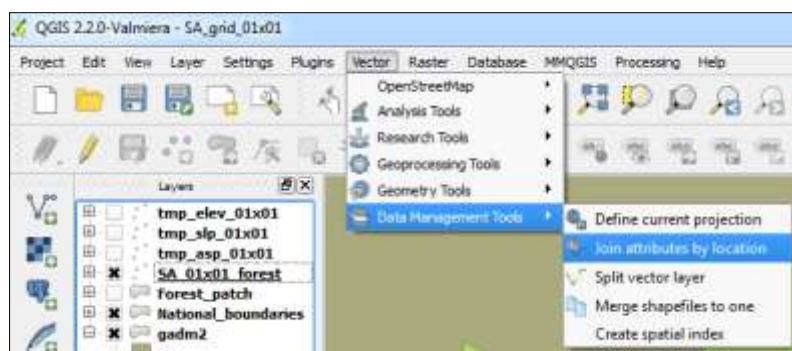 QGIS 2.2.0-Valmiera - SA_grid_01x01
Project Edit View Layer Settings Plugins Vector Raster Database MMQGIS Processing Help
OpenStreetMap
Analysis Tools
Research Tools
Geoprocessing Tools
Geometry Tools
Data Management Tools
Define current projection
Join attributes by location
Split vector layer
Merge shapefiles to one
Create spatial index
Layers
tmp_elev_01x01
tmp_slp_01x01
tmp_asp_01x01
SA_01x01_forest
Forest_patch
National_boundaries
gadm2